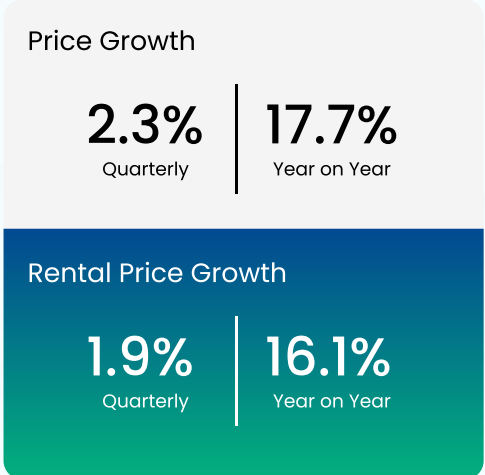 Price Growth
2.3% 17.7%
Quarterly Year on Year
Rental Price Growth
1.9% 16.1%
Quarterly Year on Year